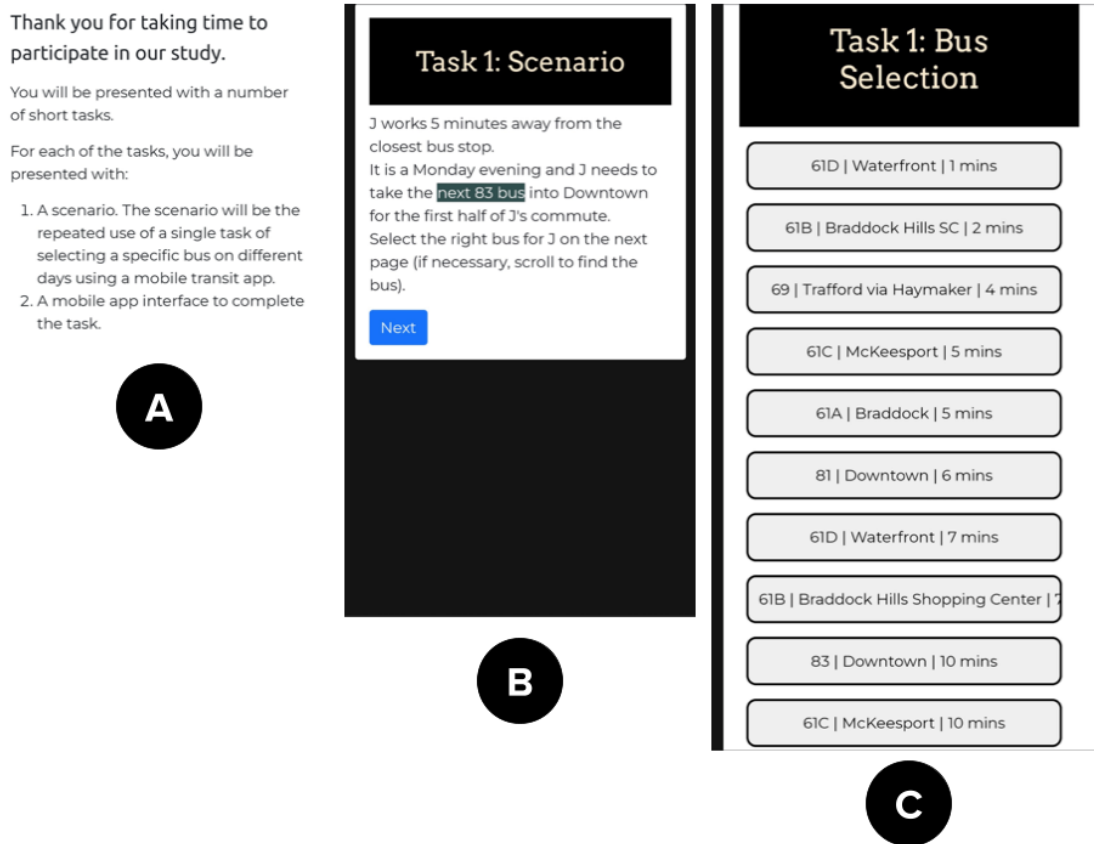 Thank you for taking time to
participate in our study.
You will be presented with a number
of short tasks.
For each of the tasks, you will be
presented with:
1. A scenario. The scenario will be the
repeated use of a single task of
selecting a specific bus on different
days using a mobile transit app.
2. A mobile app interface to complete
the task.
A
Task 1: Scenario
J works 5 minutes away from the
closest bus stop.
It is a Monday evening and J needs to
take the next 83 bus into Downtown
for the first half of J's commute.
Select the right bus for J on the next
page (if necessary, scroll to find the
bus).
Next
B
Task 1: Bus
Selection
61D | Waterfront | 1 mins
61B | Braddock Hills SC | 2 mins
69 | Trafford via Haymaker | 4 mins
61C | McKeesport | 5 mins
61A | Braddock | 5 mins
81 | Downtown | 6 mins
61D | Waterfront | 7 mins
61B | Braddock Hills Shopping Center | 7
83 | Downtown | 10 mins
61C | McKeesport | 10 mins
C